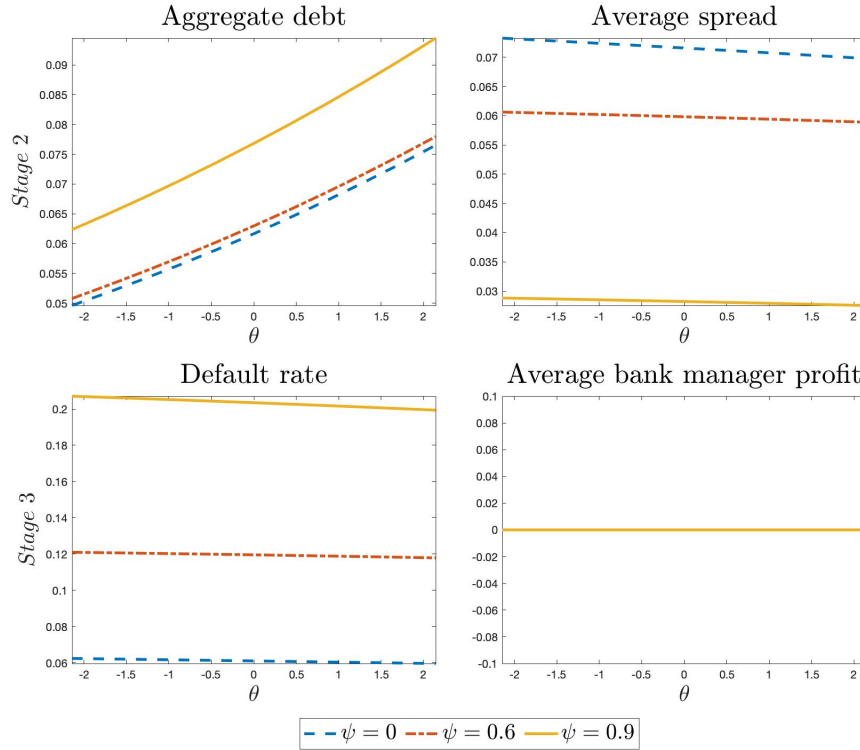 Aggregate debt
Average spread
Stage 2
0.09
0.085
0.08
0.075
0.07
0.065
0.06
0.055
0.05
-2 -1.5 -1 -0.5 0 0.5 1 1.5 2
θ
0.07
0.065
0.06
0.055
0.05
0.045
0.04
0.035
0.03
-2 -1.5 -1 -0.5 0 0.5 1 1.5 2
θ
Default rate
Average bank manager profit
Stage 3
0.2
0.18
0.16
0.14
0.12
0.1
0.08
0.06
-2 -1.5 -1 -0.5 0 0.5 1 1.5 2
θ
0.1
0.08
0.06
0.04
0.02
0
-0.02
-0.04
-0.06
-0.08
-0.1
-2 -1.5 -1 -0.5 0 0.5 1 1.5 2
θ
ψ = 0 ψ = 0.6 ψ = 0.9